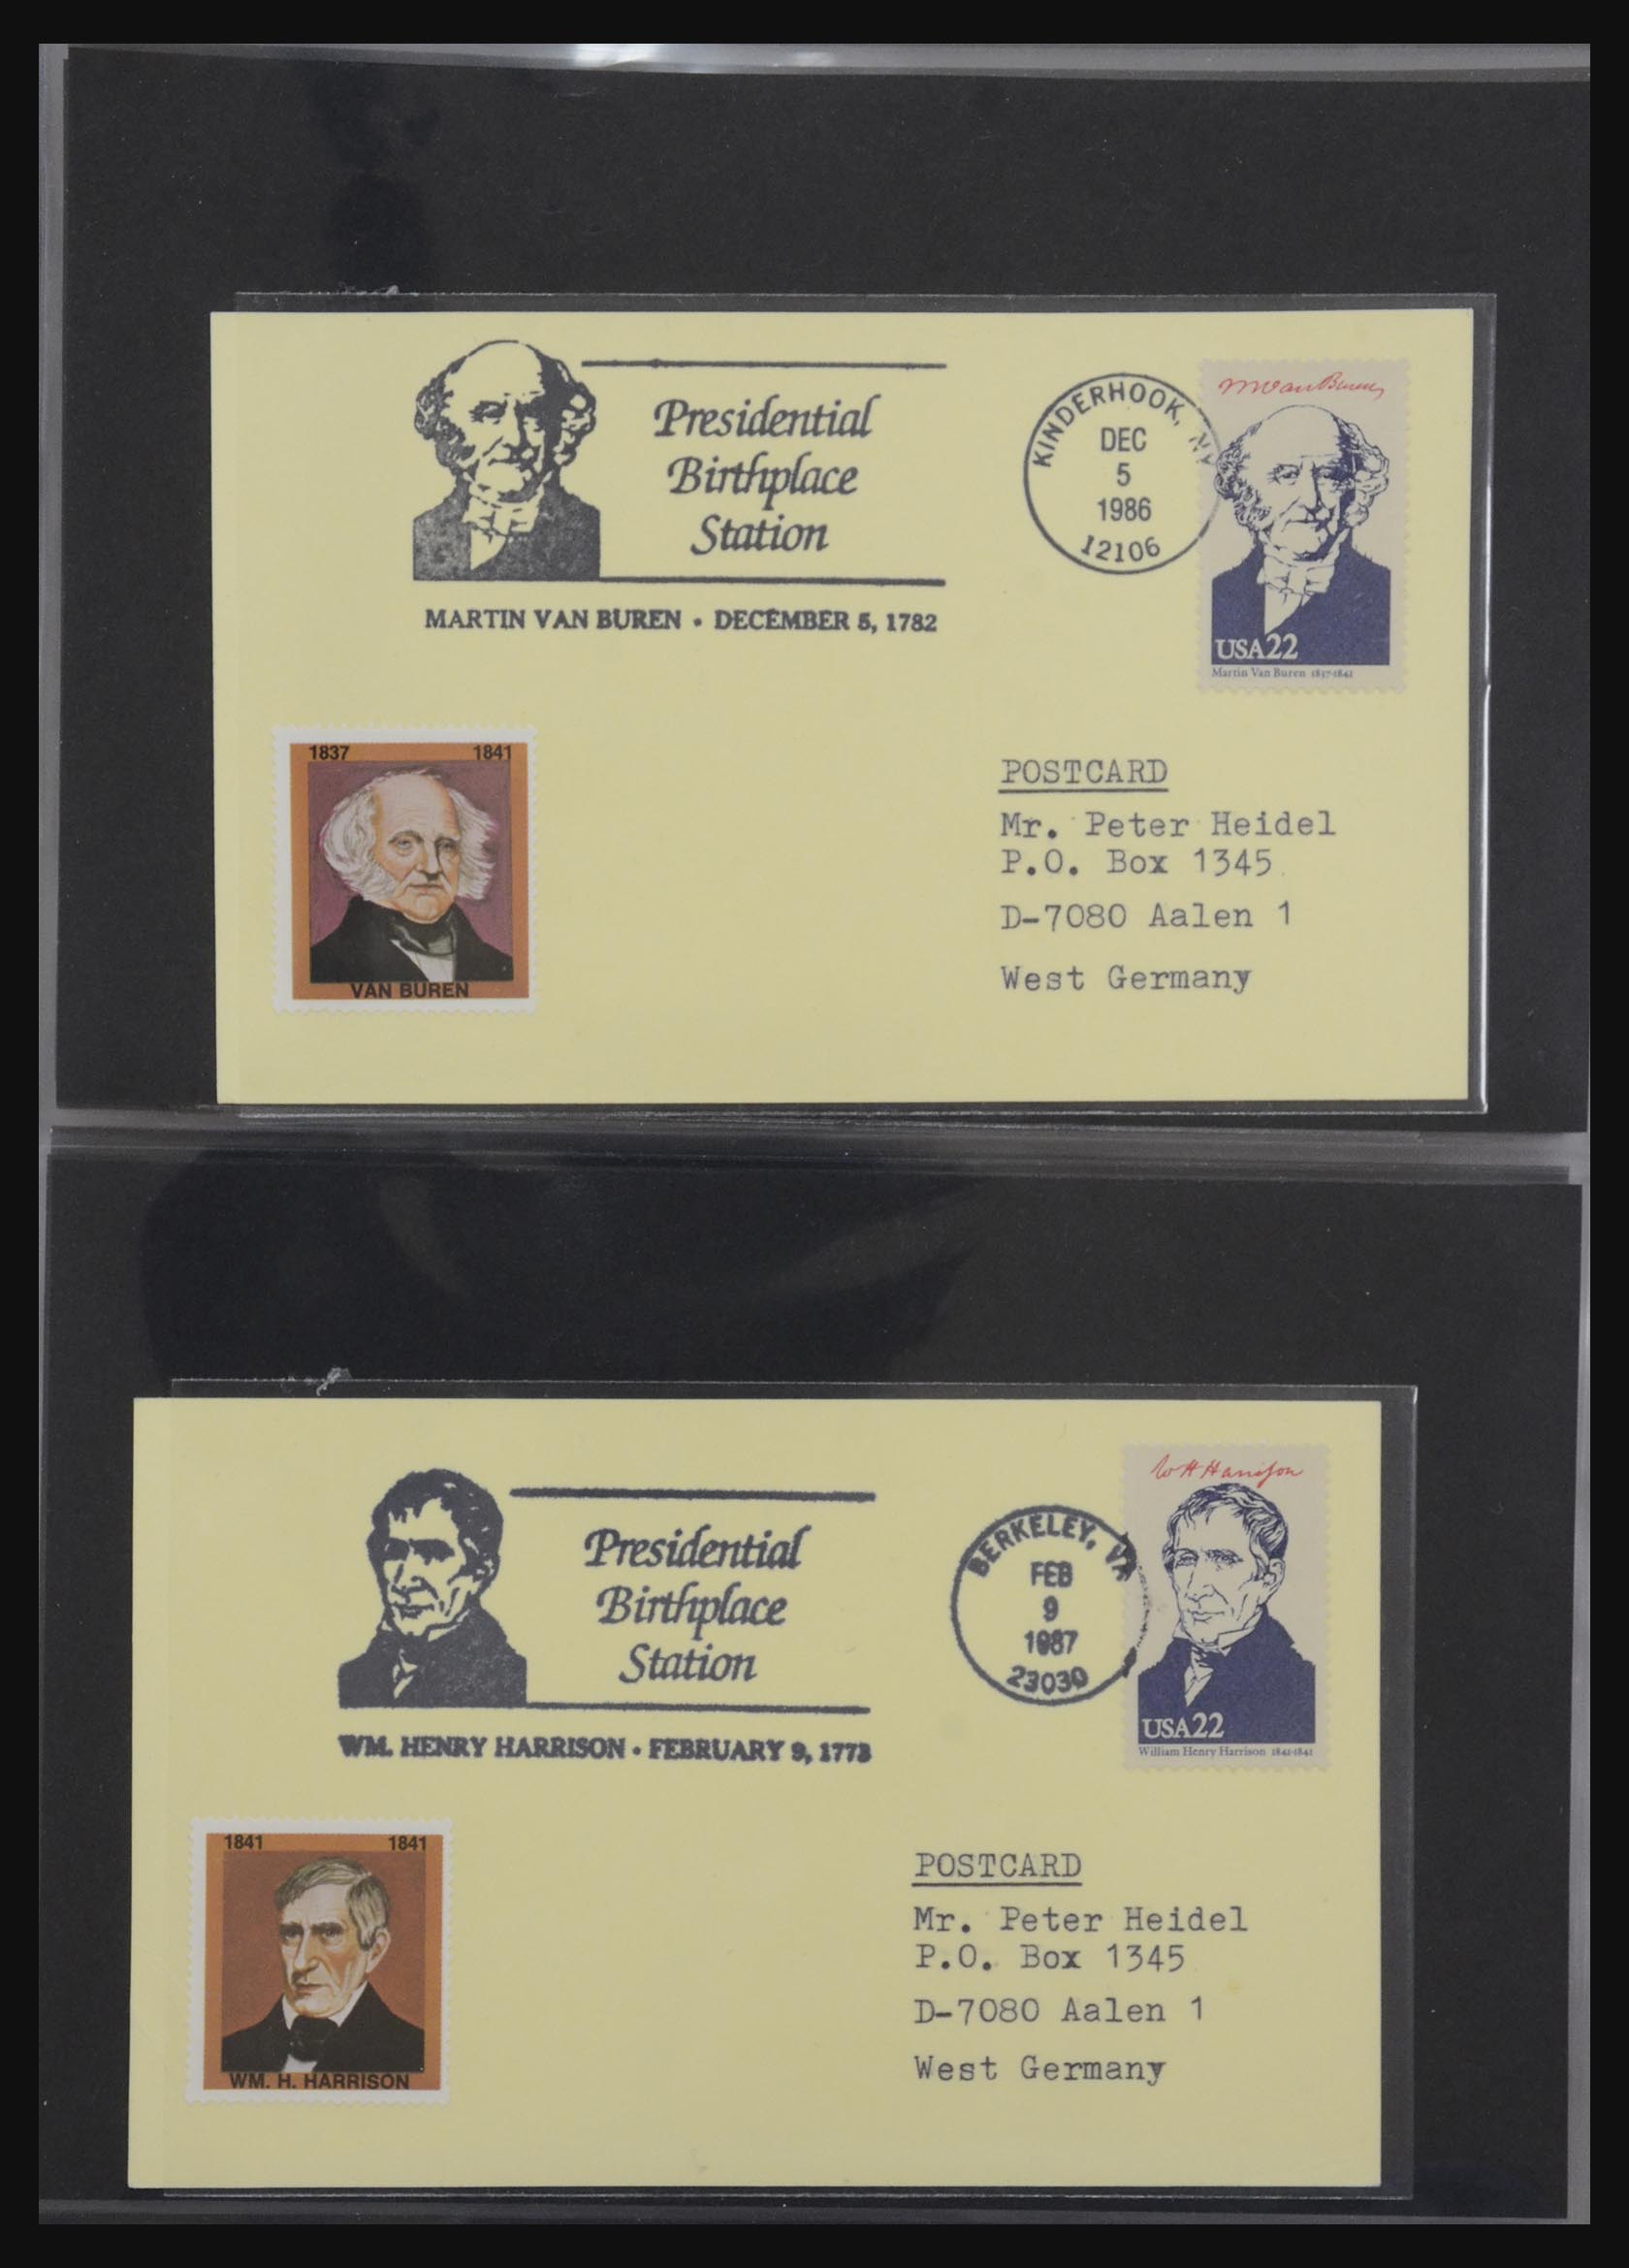 Presidential
Birthplace
Station
MARTIN VAN BUREN • DECEMBER 5, 1782
KINDERHOOK, NY
DEC
5
1986
12106
M Van Buren
USA22
Martin Van Buren 1837-1841
1837 1841
VAN BUREN
POSTCARD
Mr. Peter Heidel
P.O. Box 1345
D-7080 Aalen 1
West Germany
Presidential
Birthplace
Station
WM. HENRY HARRISON • FEBRUARY 9, 1773
BERKELEY, VA
FEB
9
1987
23030
W H Harrison
USA22
William Henry Harrison 1841-1841
1841 1841
WM. H. HARRISON
POSTCARD
Mr. Peter Heidel
P.O. Box 1345
D-7080 Aalen 1
West Germany